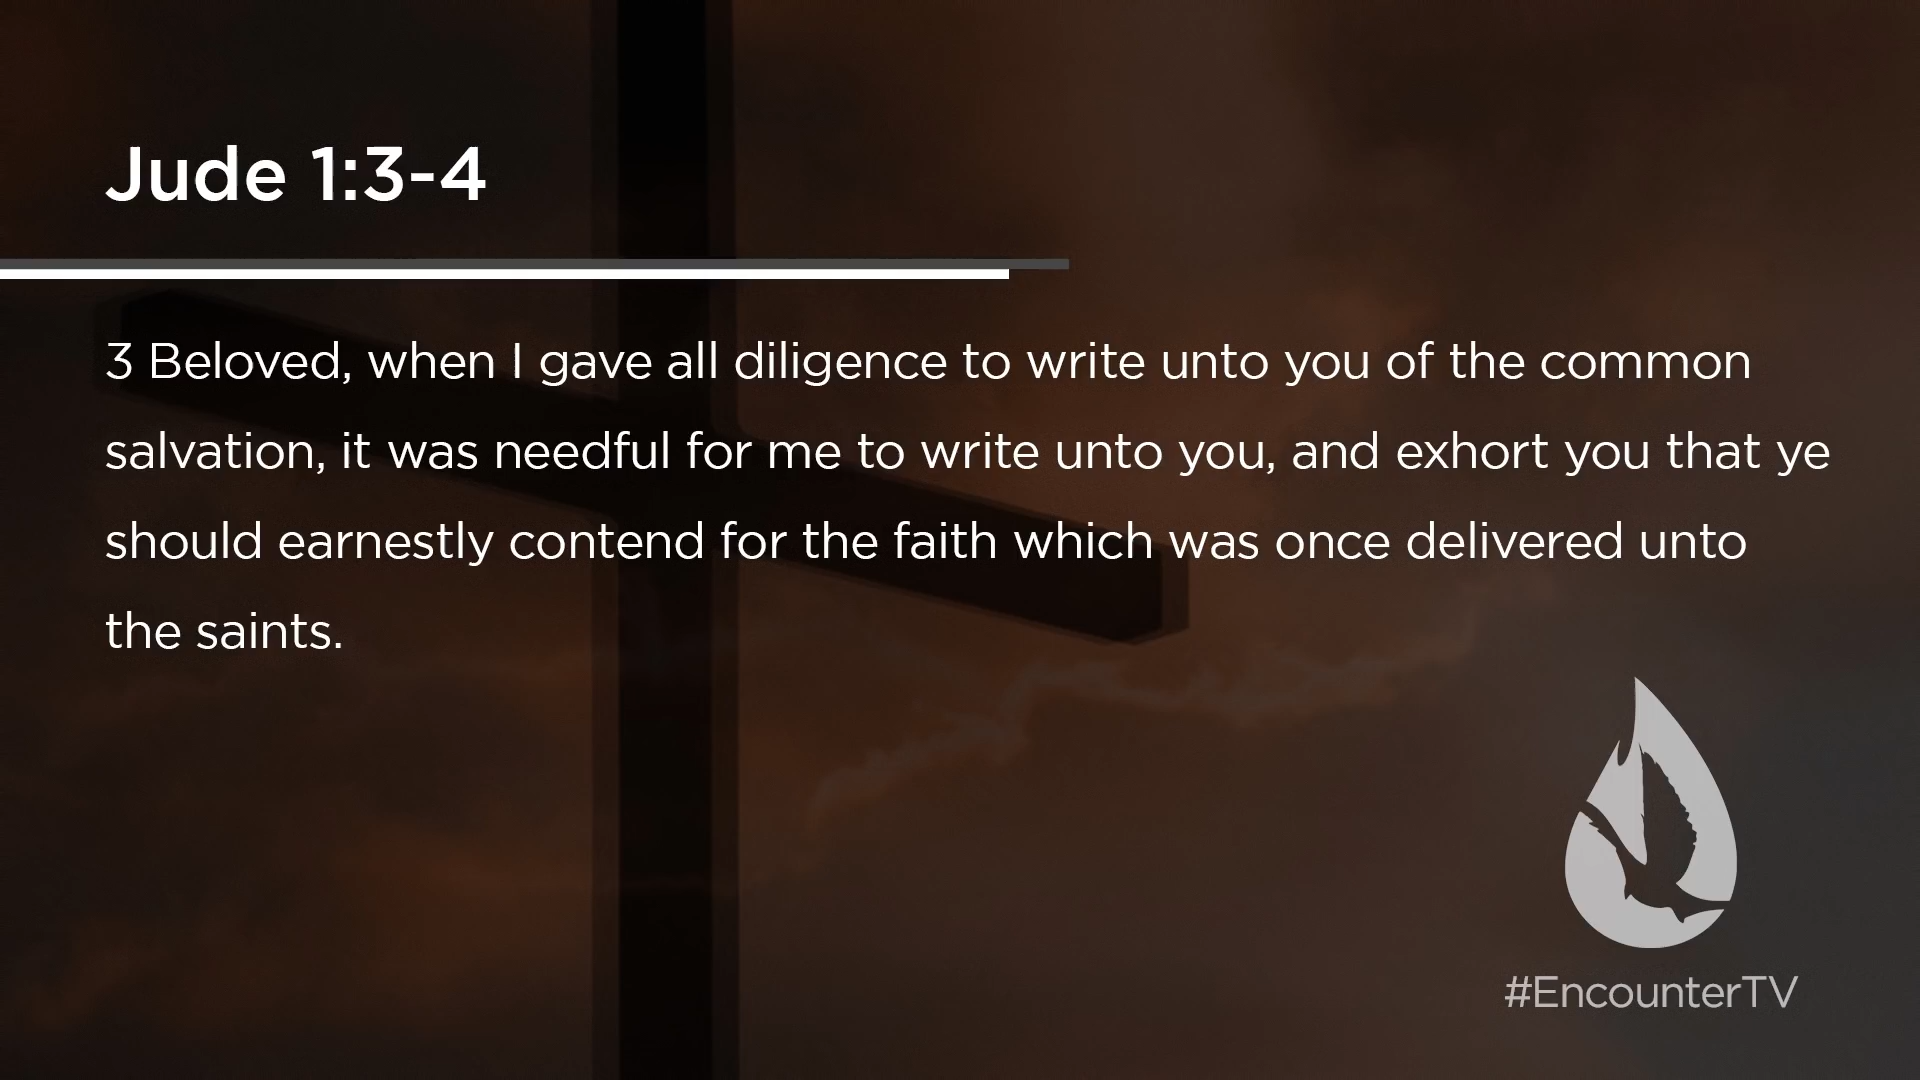 Jude 1:3-4
3 Beloved, when I gave all diligence to write unto you of the common
salvation, it was needful for me to write unto you, and exhort you that ye
should earnestly contend for the faith which was once delivered unto
the saints.
#EncounterTV